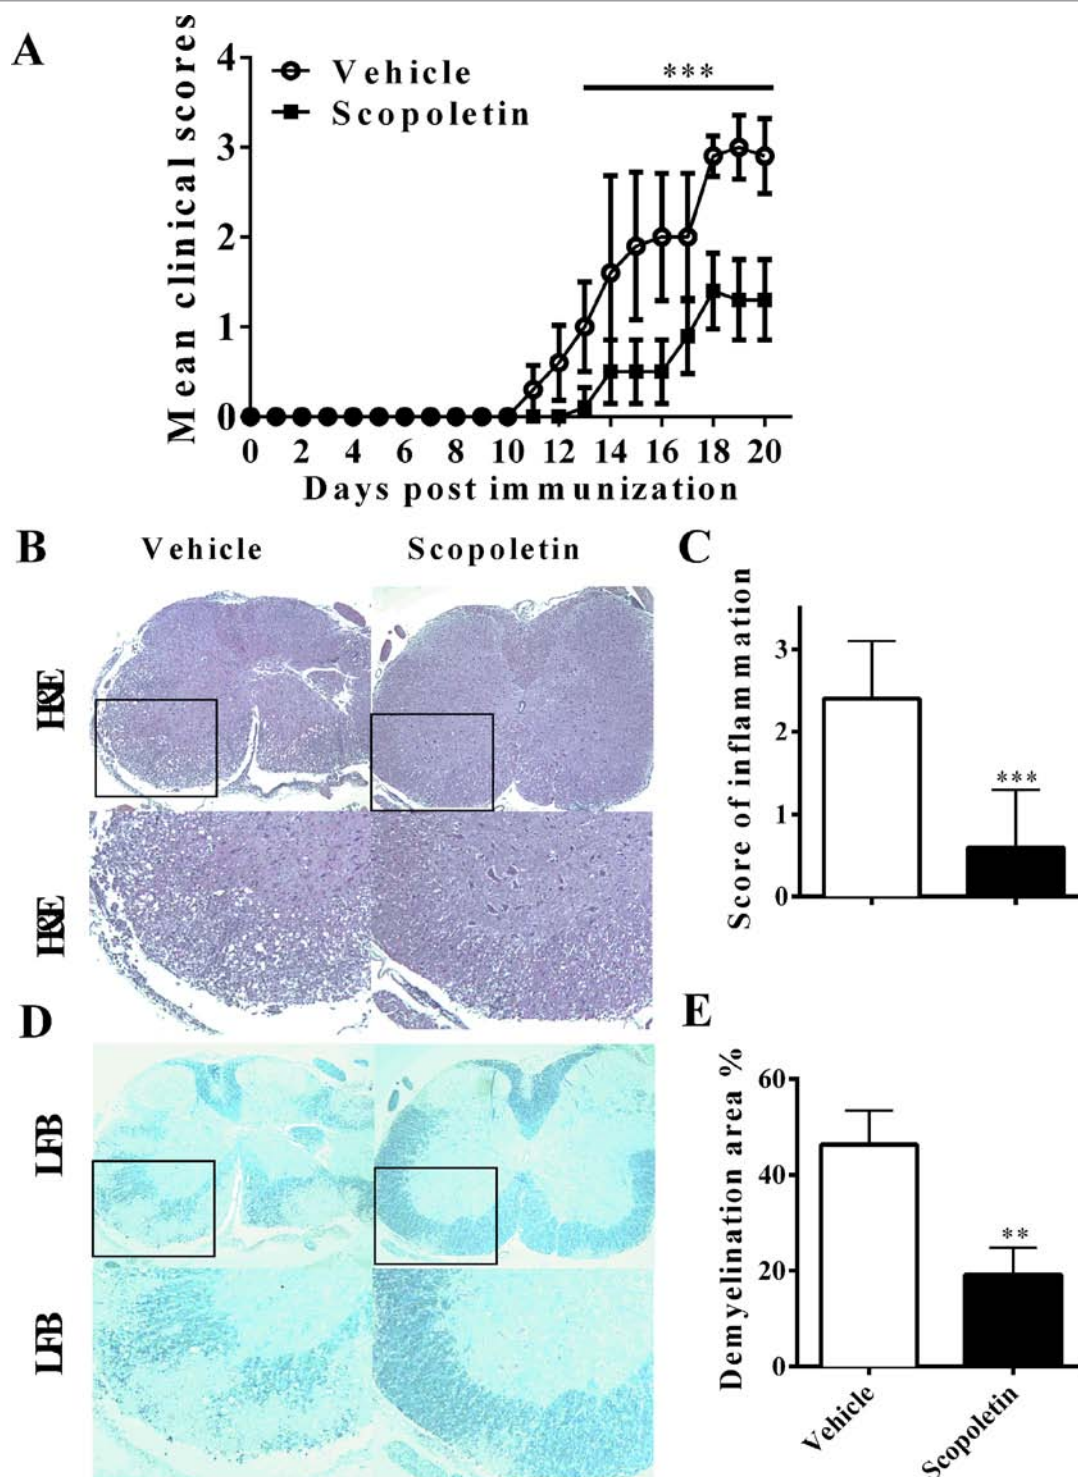 A
Mean clinical scores
4
3
2
1
0
Vehicle
Scopoletin
***
0 2 4 6 8 10 12 14 16 18 20
Days post immunization
B
Vehicle Scopoletin
H&E
H&E
C
Score of inflammation
3
2
1
0
***
D
LFB
LFB
E
Demyelination area %
60
40
20
0
**
Vehicle
Scopoletin